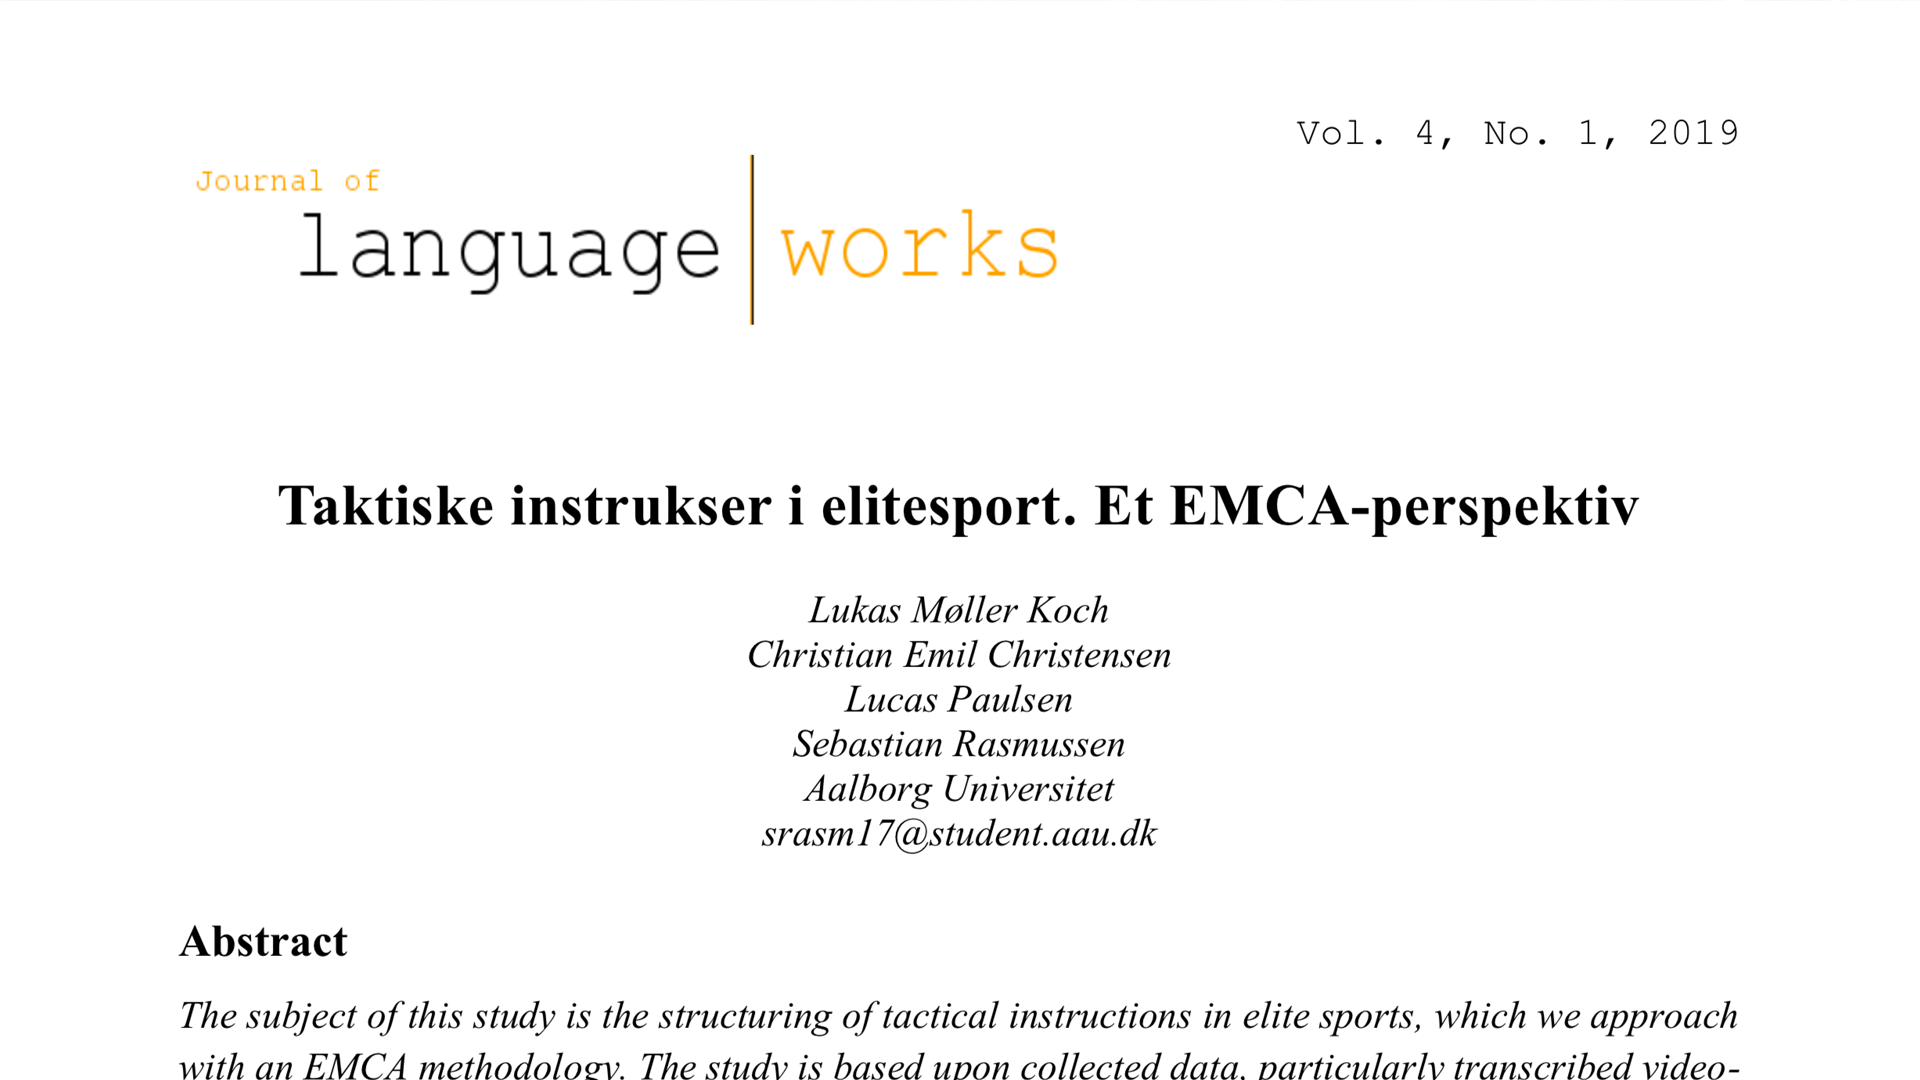 Vol. 4, No. 1, 2019
Journal of
language works
Taktiske instrukser i elitesport. Et EMCA-perspektiv
Lukas Møller Koch
Christian Emil Christensen
Lucas Paulsen
Sebastian Rasmussen
Aalborg Universitet
srasm17@student.aau.dk
Abstract
The subject of this study is the structuring of tactical instructions in elite sports, which we approach
with an EMCA methodology. The study is based upon collected data, particularly transcribed video-